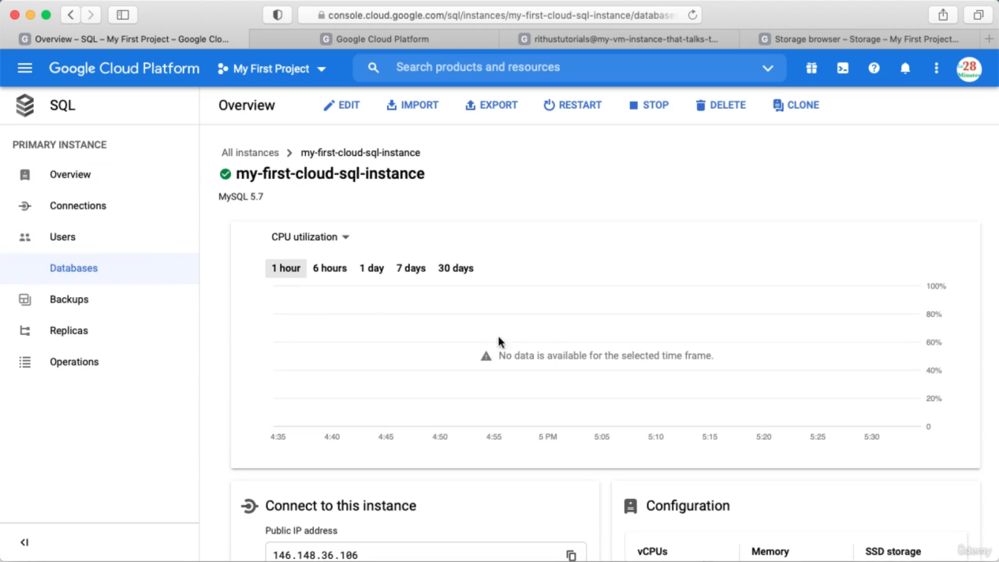 console.cloud.google.com/sql/instances/my-first-cloud-sql-instance/database
Overview – SQL – My First Project – Google Clo...
Google Cloud Platform
rithustutorials@my-vm-instance-that-talks-t...
Storage browser – Storage – My First Project...
Google Cloud Platform
My First Project
Search products and resources
28
Minutes
SQL
Overview
EDIT
IMPORT
EXPORT
RESTART
STOP
DELETE
CLONE
PRIMARY INSTANCE
Overview
Connections
Users
Databases
Backups
Replicas
Operations
All instances
my-first-cloud-sql-instance
my-first-cloud-sql-instance
MySQL 5.7
CPU utilization
1 hour 6 hours 1 day 7 days 30 days
100%
80%
60%
No data is available for the selected time frame.
40%
20%
0
4:35 4:40 4:45 4:50 4:55 5 PM 5:05 5:10 5:15 5:20 5:25 5:30
Connect to this instance
Public IP address
146.148.36.106
Configuration
vCPUs Memory SSD storage
ûdemy